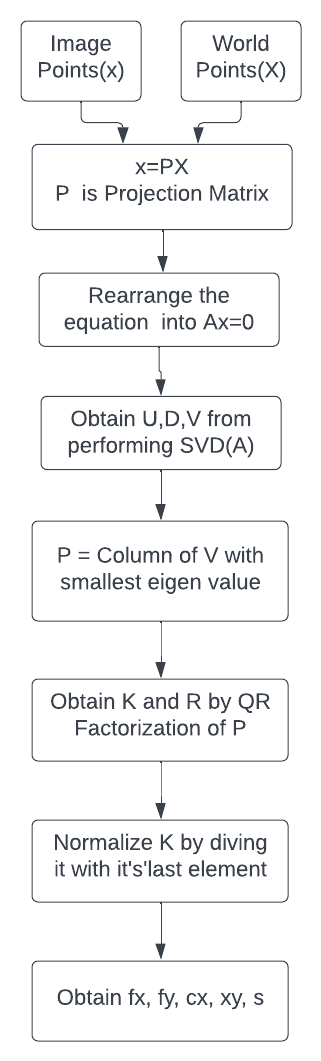 Image
Points(x)
World
Points(X)
x=PX
P is Projection Matrix
Rearrange the
equation into Ax=0
Obtain U,D,V from
performing SVD(A)
P = Column of V with
smallest eigen value
Obtain K and R by QR
Factorization of P
Normalize K by diving
it with it's'last element
Obtain fx, fy, cx, xy, s